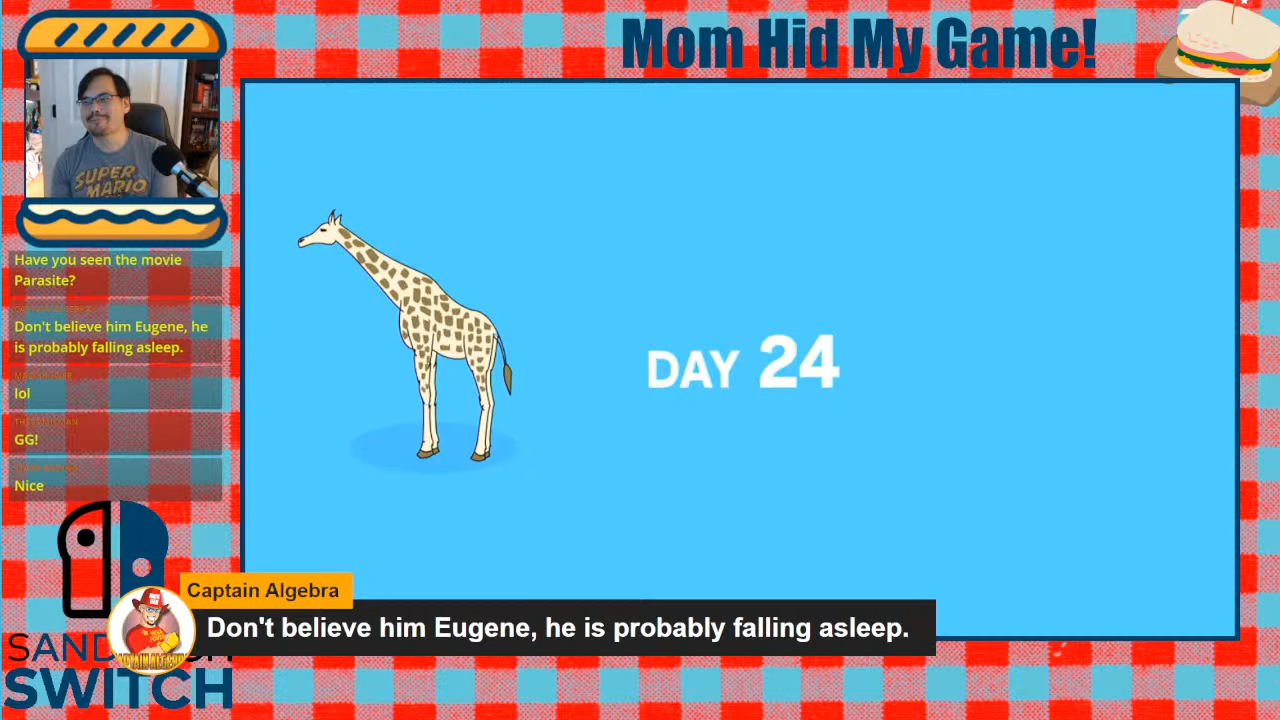 Mom Hid My Game!
SUPER
MARIO
Have you seen the movie
Parasite?
Don't believe him Eugene, he
is probably falling asleep.
lol
GG!
Nice
DAY 24
Captain Algebra
Don't believe him Eugene, he is probably falling asleep.
SAND
SWITCH